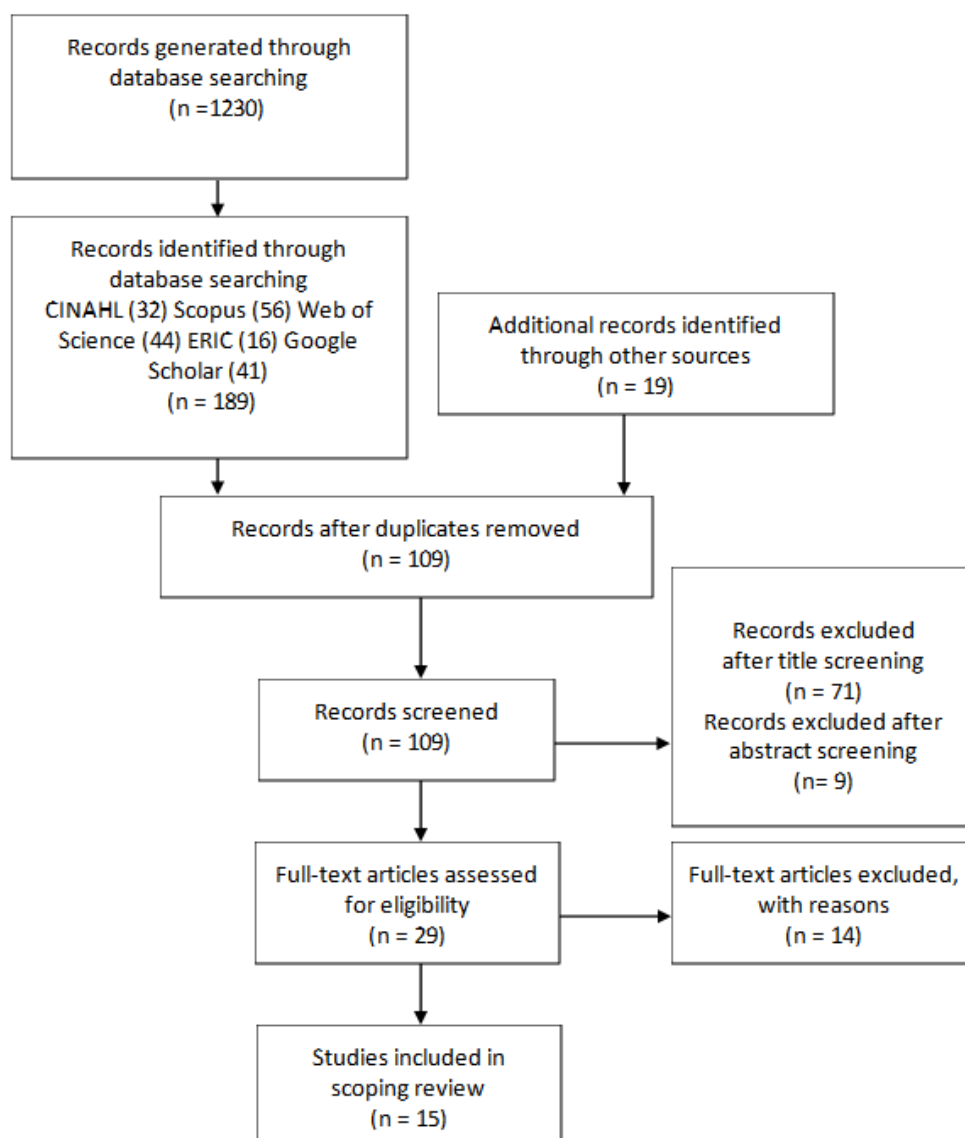 Records generated through
database searching
(n =1230)
Records identified through
database searching
CINAHL (32) Scopus (56) Web of
Science (44) ERIC (16) Google
Scholar (41)
(n = 189)
Additional records identified
through other sources
(n = 19)
Records after duplicates removed
(n = 109)
Records screened
(n = 109)
Records excluded
after title screening
(n = 71)
Records excluded after
abstract screening
(n= 9)
Full-text articles assessed
for eligibility
(n = 29)
Full-text articles excluded,
with reasons
(n = 14)
Studies included in
scoping review
(n = 15)